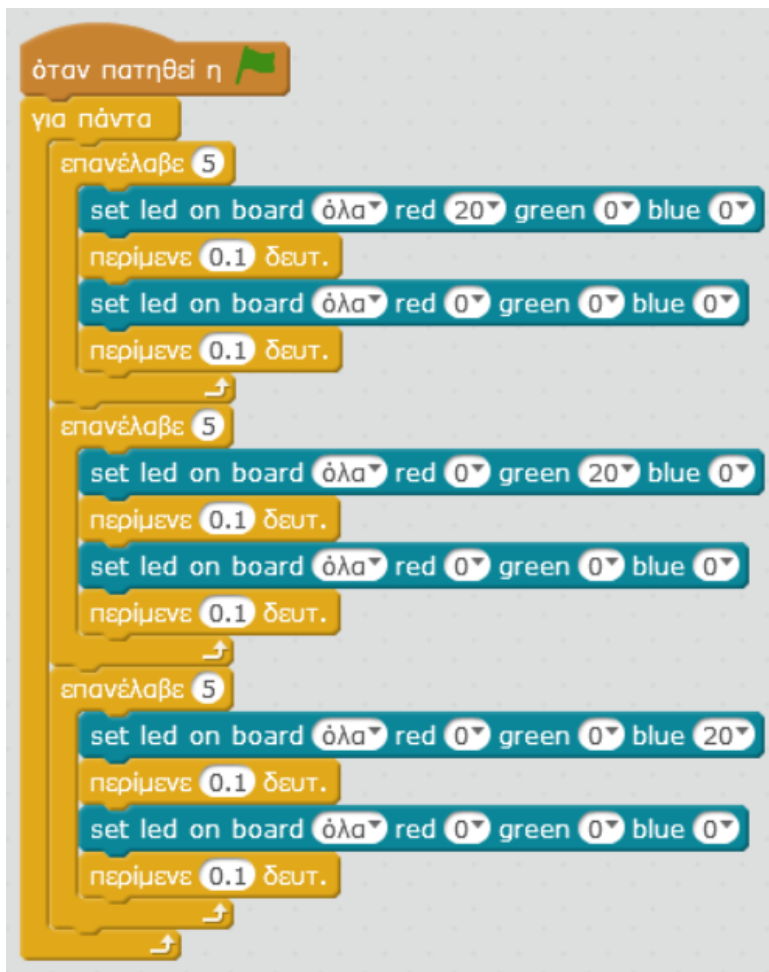 όταν πατηθεί η
για πάντα
επανέλαβε 5
set led on board όλα red 20 green 0 blue 0
περίμενε 0.1 δευτ.
set led on board όλα red 0 green 0 blue 0
περίμενε 0.1 δευτ.
επανέλαβε 5
set led on board όλα red 0 green 20 blue 0
περίμενε 0.1 δευτ.
set led on board όλα red 0 green 0 blue 0
περίμενε 0.1 δευτ.
επανέλαβε 5
set led on board όλα red 0 green 0 blue 20
περίμενε 0.1 δευτ.
set led on board όλα red 0 green 0 blue 0
περίμενε 0.1 δευτ.